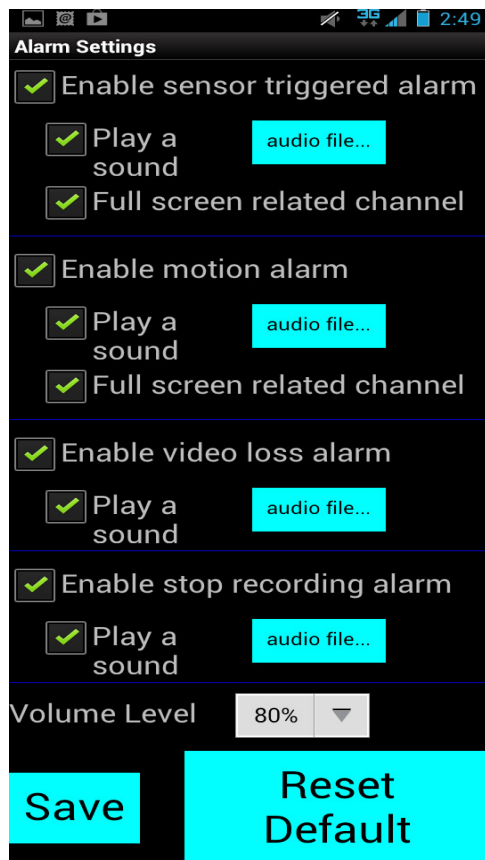 3G 2:49
Alarm Settings
Enable sensor triggered alarm
Play a audio file...
sound
Full screen related channel
Enable motion alarm
Play a audio file...
sound
Full screen related channel
Enable video loss alarm
Play a audio file...
sound
Enable stop recording alarm
Play a audio file...
sound
Volume Level 80%
Save Reset
Default